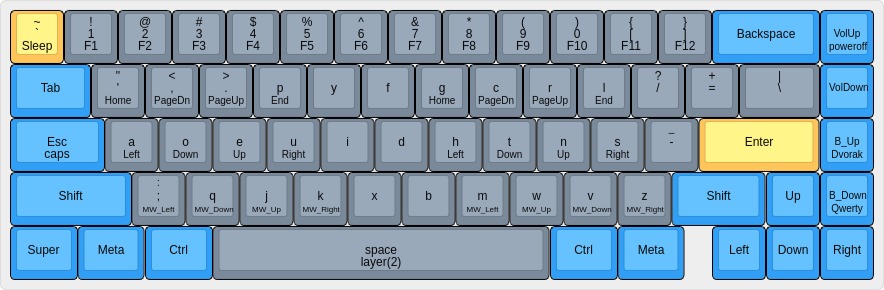 ~ ! @ # $ % ^ & * ( ) { }
` 1 2 3 4 5 6 7 8 9 0 [ ] Backspace VolUp
Sleep F1 F2 F3 F4 F5 F6 F7 F8 F9 F10 F11 F12 poweroff
" < > ? + |
Tab ' , . p y f g c r l / = \ VolDown
Home PageDn PageUp End Home PageDn PageUp End
_
Esc a o e u i d h t n s - Enter B_Up
caps Left Down Up Right Left Down Up Right Dvorak
:
Shift ; q j k x b m w v z Shift Up B_Down
MW_Left MW_Down MW_Up MW_Right MW_Left MW_Up MW_Down MW_Right Qwerty
Super Meta Ctrl space Ctrl Meta Left Down Right
layer(2)